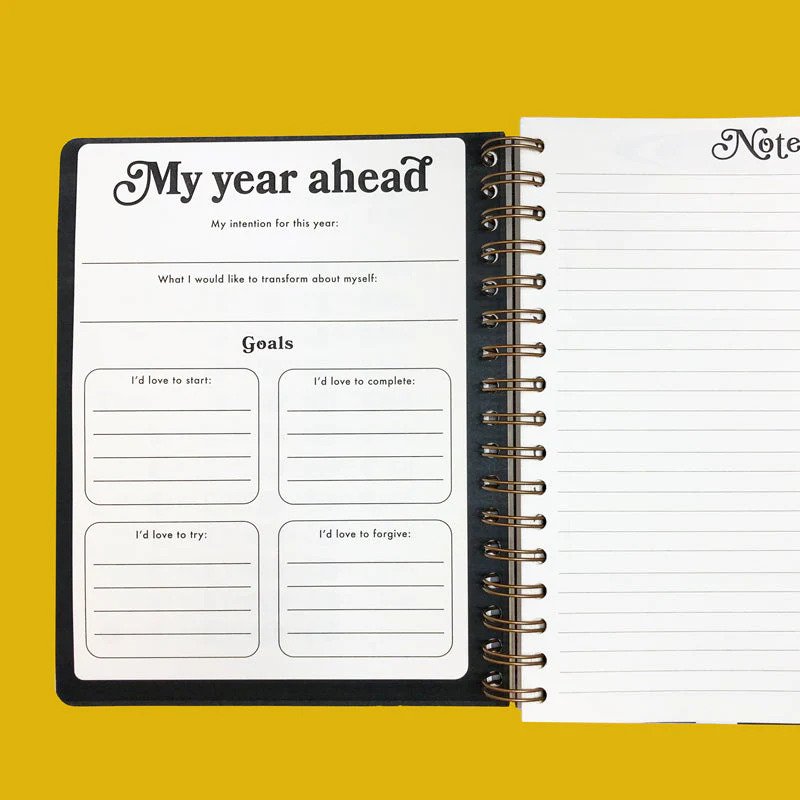 My year ahead
My intention for this year:
What I would like to transform about myself:
Goals
I'd love to start:
I'd love to complete:
I'd love to try:
I'd love to forgive:
Note